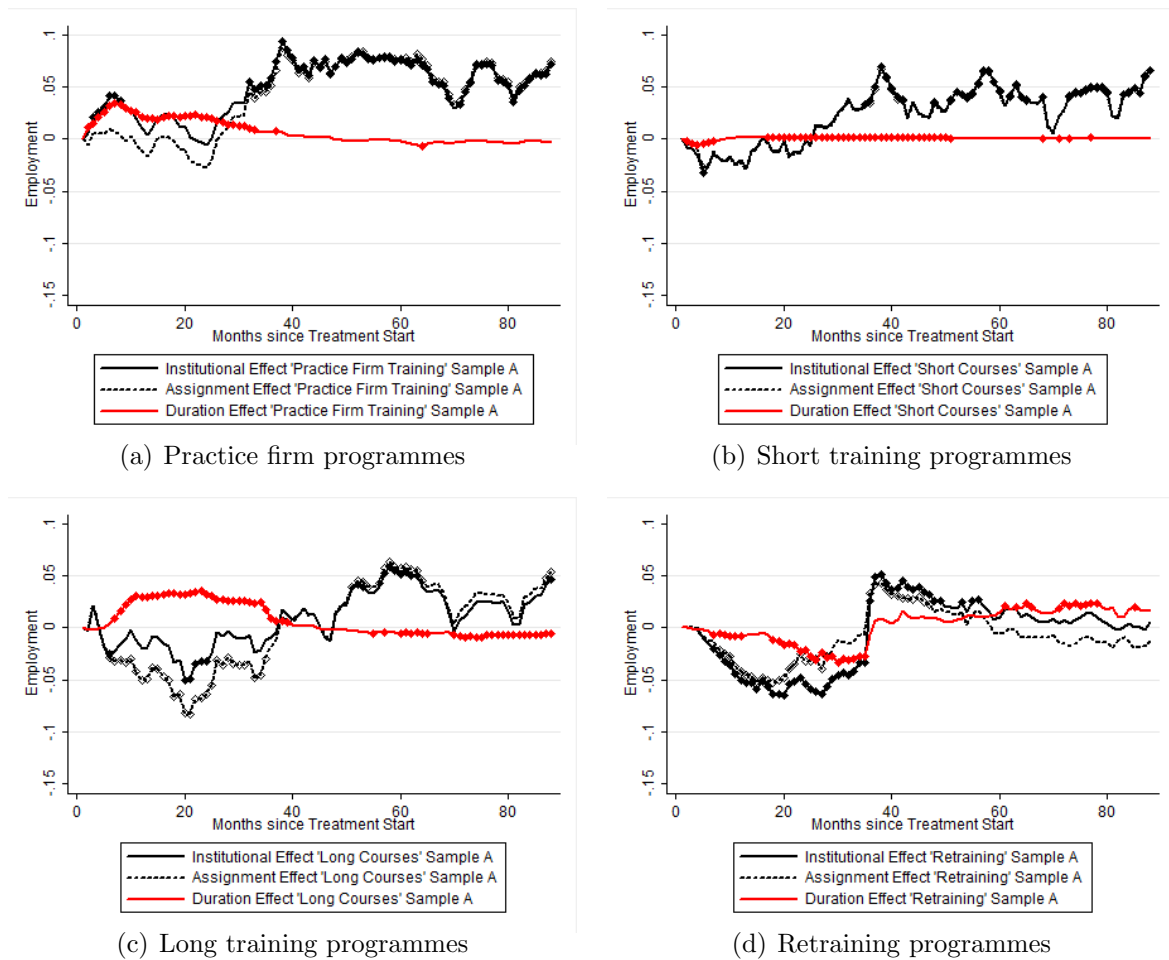 .1
.05
0
-.05
-.1
-.15
Employment
0 20 40 60 80
Months since Treatment Start
Institutional Effect 'Practice Firm Training' Sample A
Assignment Effect 'Practice Firm Training' Sample A
Duration Effect 'Practice Firm Training' Sample A
(a) Practice firm programmes
.1
.05
0
-.05
-.1
-.15
Employment
0 20 40 60 80
Months since Treatment Start
Institutional Effect 'Short Courses' Sample A
Assignment Effect 'Short Courses' Sample A
Duration Effect 'Short Courses' Sample A
(b) Short training programmes
.1
.05
0
-.05
-.1
-.15
Employment
0 20 40 60 80
Months since Treatment Start
Institutional Effect 'Long Courses' Sample A
Assignment Effect 'Long Courses' Sample A
Duration Effect 'Long Courses' Sample A
(c) Long training programmes
.1
.05
0
-.05
-.1
-.15
Employment
0 20 40 60 80
Months since Treatment Start
Institutional Effect 'Retraining' Sample A
Assignment Effect 'Retraining' Sample A
Duration Effect 'Retraining' Sample A
(d) Retraining programmes